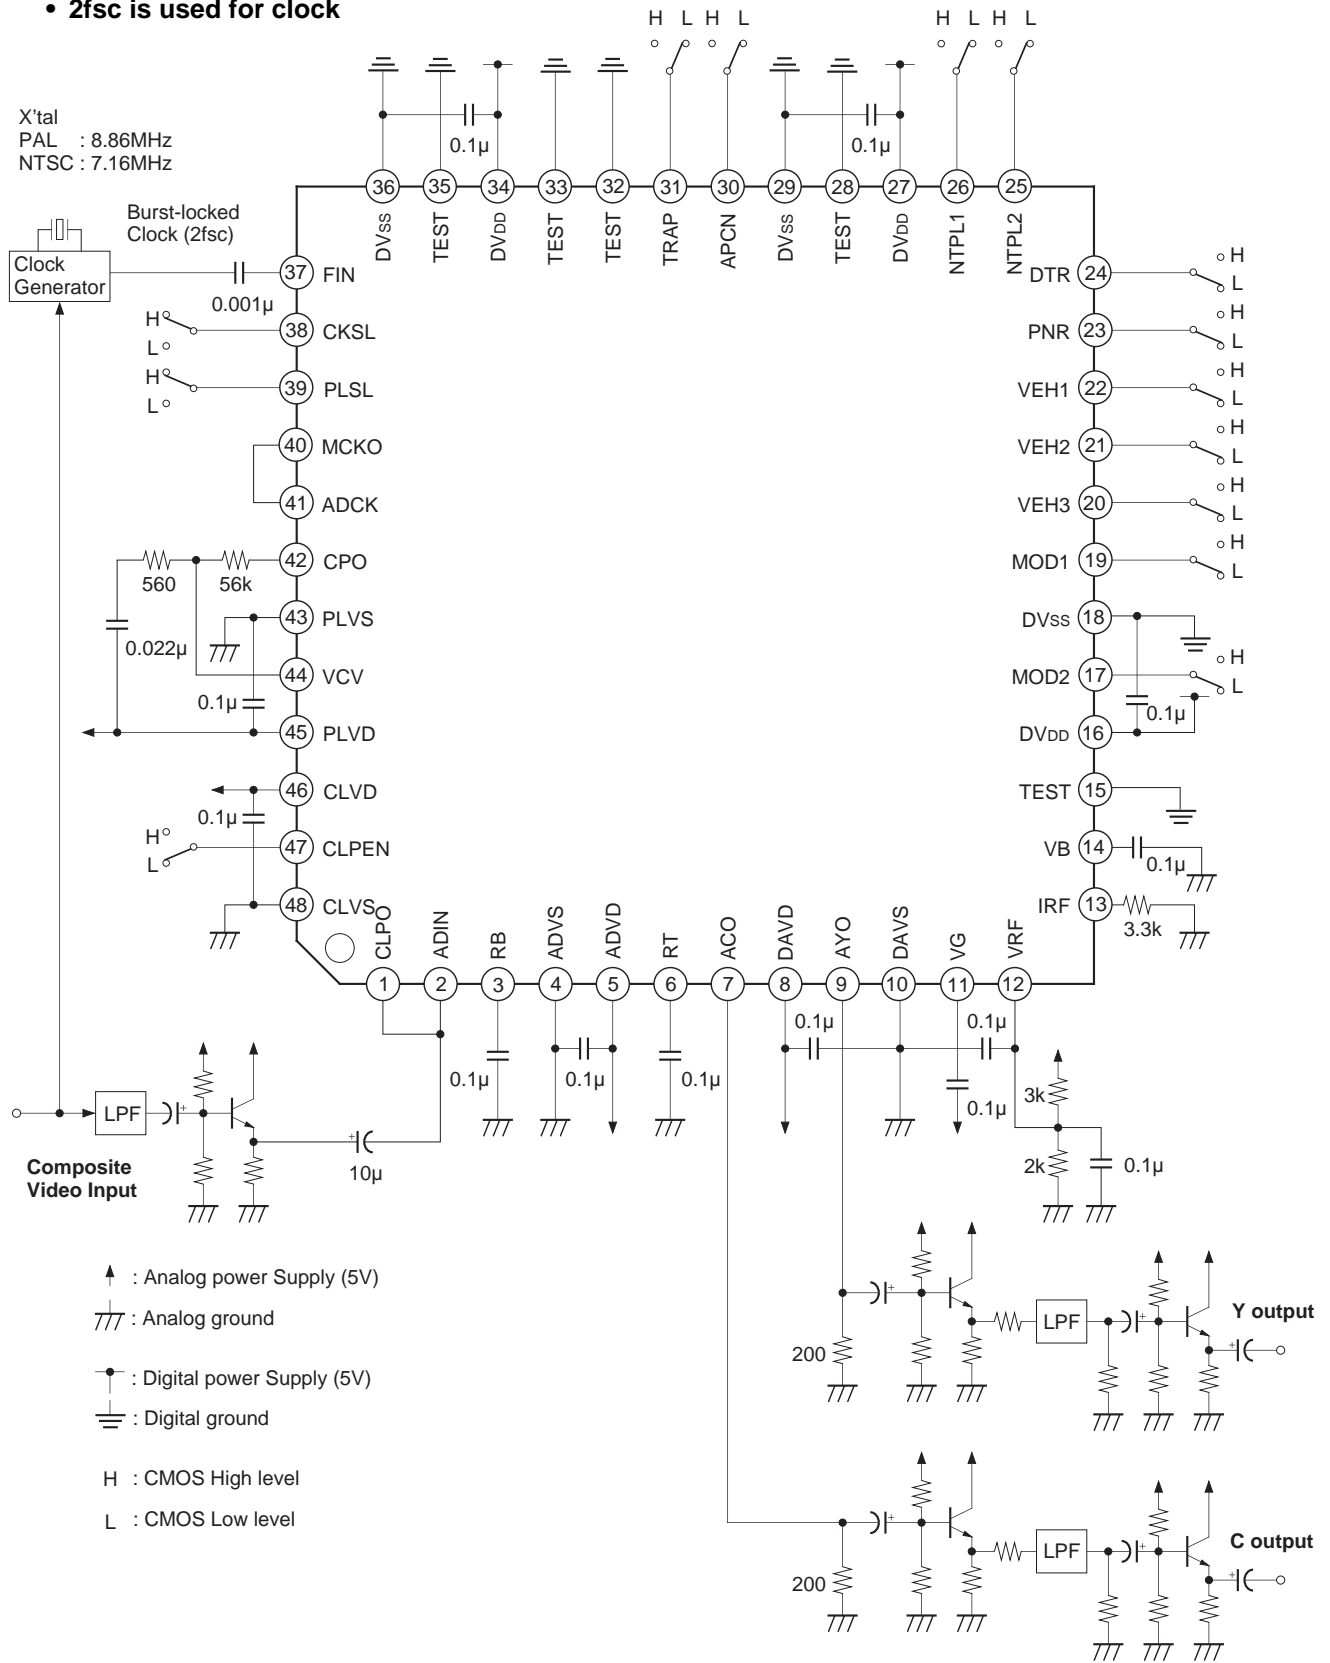 • 2fsc is used for clock
H L H L
H L H L
X'tal
PAL : 8.86MHz
NTSC : 7.16MHz
0.1µ
0.1µ
36 35 34 33 32 31 30 29 28 27 26 25
DVSS TEST DVDD TEST TEST TRAP APCN DVSS TEST DVDD NTPL1 NTPL2
Burst-locked
Clock (2fsc)
Clock
Generator
0.001µ
37 FIN
H
L
38 CKSL
H
L
39 PLSL
40 MCKO
41 ADCK
560
56k
42 CPO
43 PLVS
0.022µ
44 VCV
0.1µ
45 PLVD
46 CLVD
0.1µ
H
L
47 CLPEN
48 CLVS
DTR 24
H
L
PNR 23
H
L
VEH1 22
H
L
VEH2 21
H
L
VEH3 20
H
L
MOD1 19
H
L
DVSS 18
MOD2 17
H
L
0.1µ
DVDD 16
TEST 15
VB 14
0.1µ
IRF 13
3.3k
CLPO ADIN RB ADVS ADVD RT ACO DAVD AYO DAVS VG VRF
1 2 3 4 5 6 7 8 9 10 11 12
0.1µ
0.1µ
0.1µ
0.1µ
0.1µ
0.1µ
0.1µ
3k
2k
0.1µ
LPF
10µ
Composite
Video Input
: Analog power Supply (5V)
: Analog ground
: Digital power Supply (5V)
: Digital ground
H : CMOS High level
L : CMOS Low level
200
LPF
Y output
200
LPF
C output